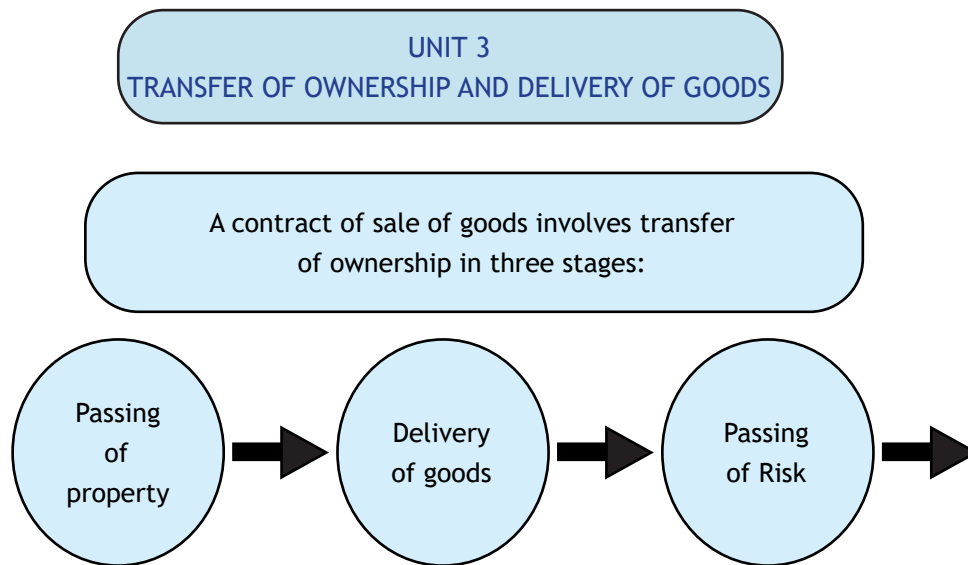 UNIT 3
TRANSFER OF OWNERSHIP AND DELIVERY OF GOODS
A contract of sale of goods involves transfer
of ownership in three stages:
Passing
of
property
Delivery
of goods
Passing
of Risk